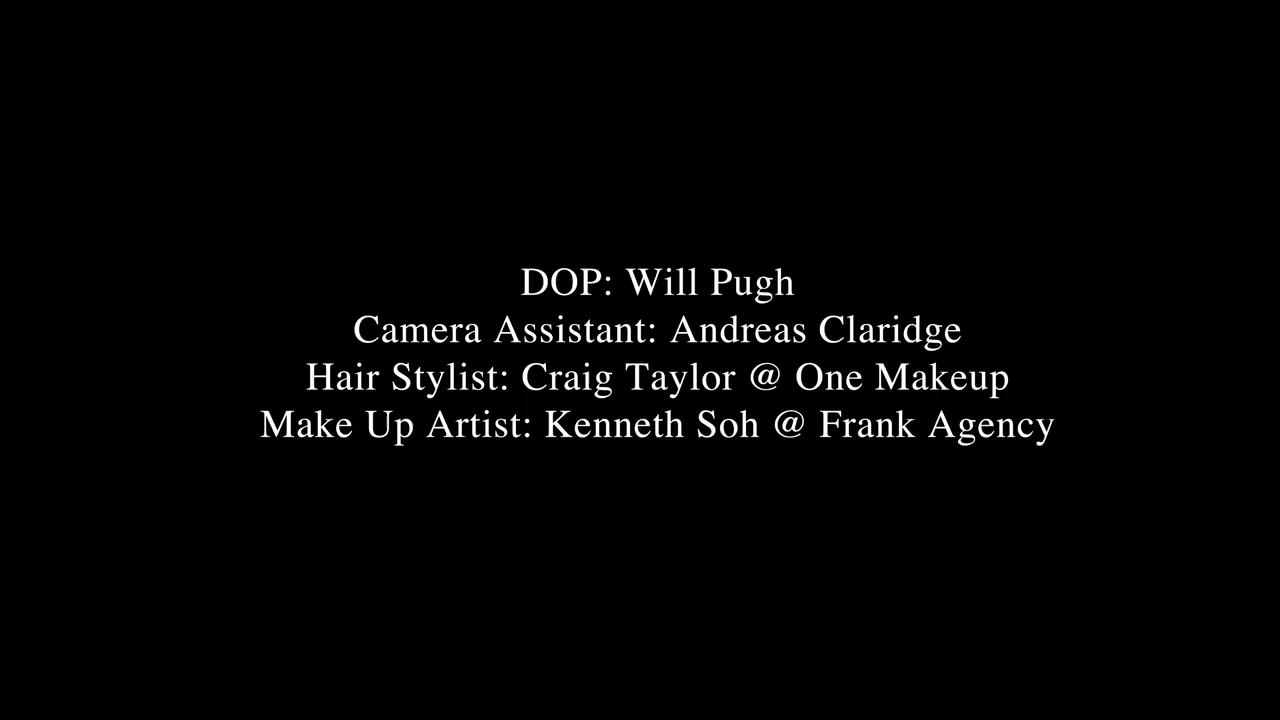 DOP: Will Pugh
Camera Assistant: Andreas Claridge
Hair Stylist: Craig Taylor @ One Makeup
Make Up Artist: Kenneth Soh @ Frank Agency